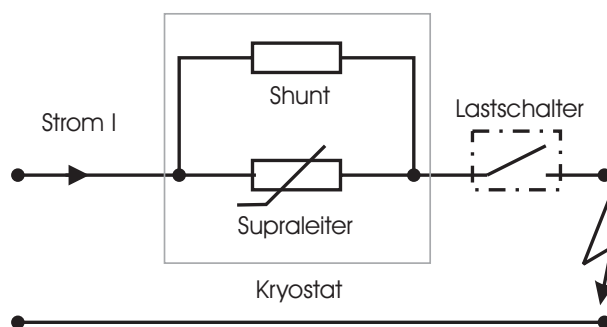 Shunt
Strom I
Lastschalter
Supraleiter
Kryostat